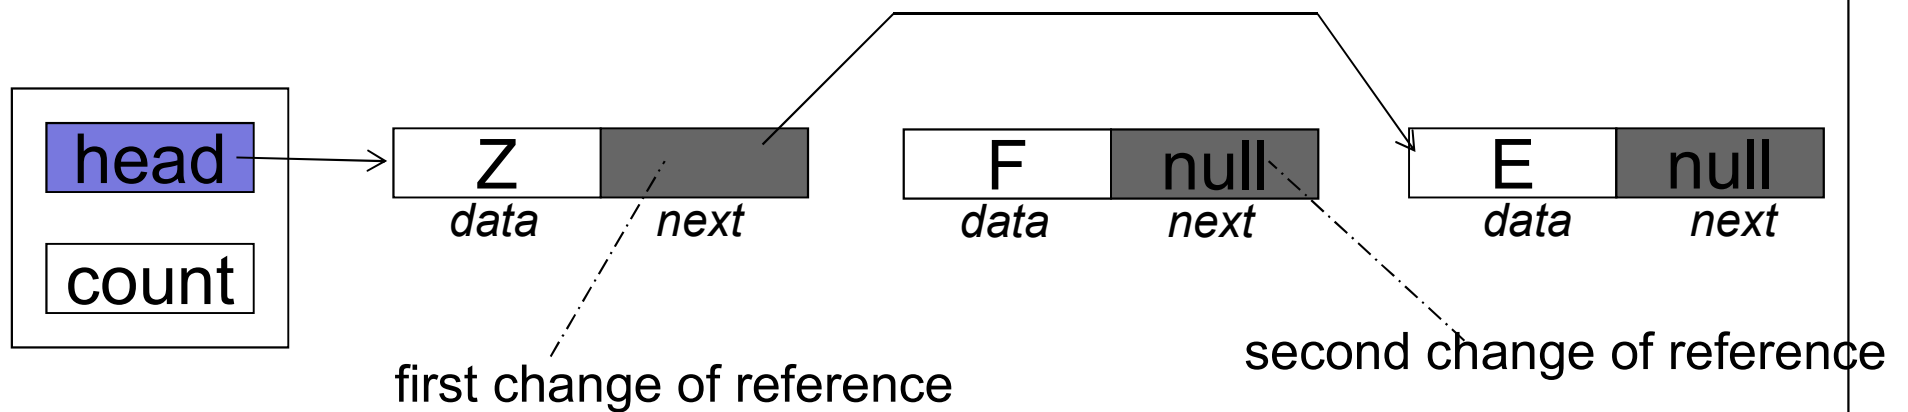 head
count
Z
data
next
F
null
data
next
E
null
data
next
first change of reference
second change of reference